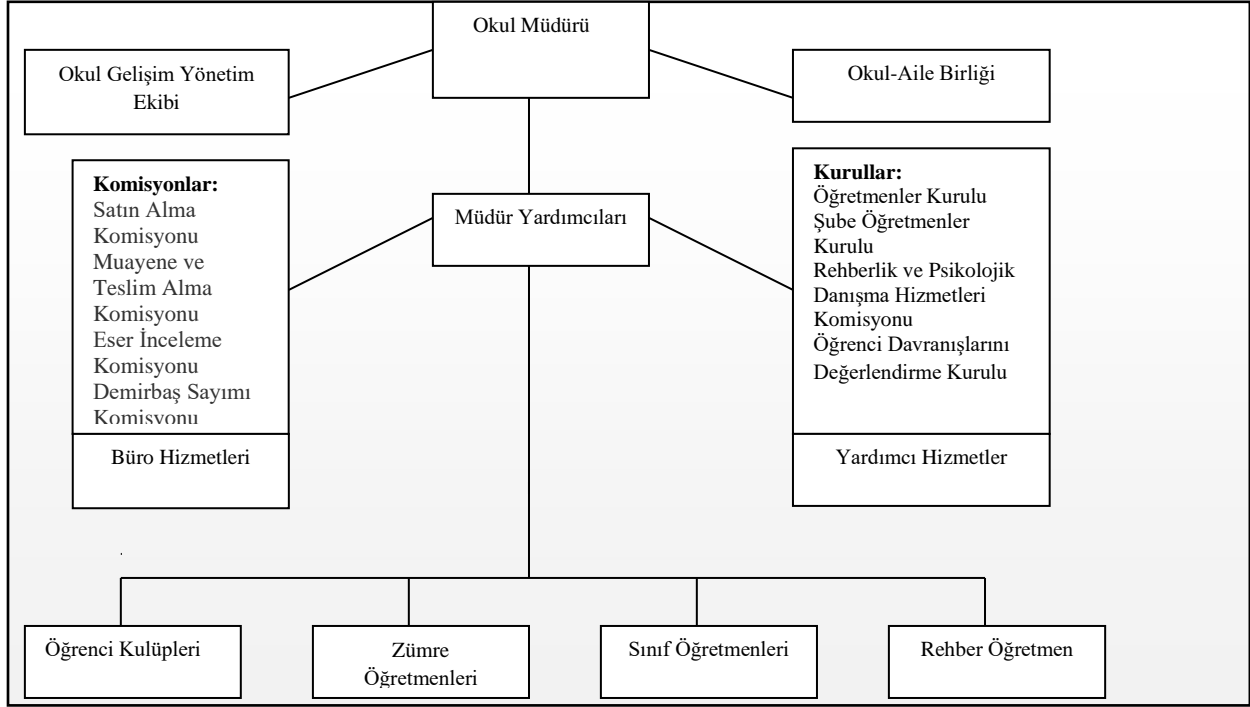 Okul Müdürü
Okul Gelişim Yönetim
Ekibi
Okul-Aile Birliği
Komisyonlar:
Satın Alma
Komisyonu
Muayene ve
Teslim Alma
Komisyonu
Eser İnceleme
Komisyonu
Demirbaş Sayımı
Komisyonu
Müdür Yardımcıları
Kurullar:
Öğretmenler Kurulu
Şube Öğretmenler
Kurulu
Rehberlik ve Psikolojik
Danışma Hizmetleri
Komisyonu
Öğrenci Davranışlarını
Değerlendirme Kurulu
Büro Hizmetleri
Yardımcı Hizmetler
Öğrenci Kulüpleri
Zümre
Öğretmenleri
Sınıf Öğretmenleri
Rehber Öğretmen